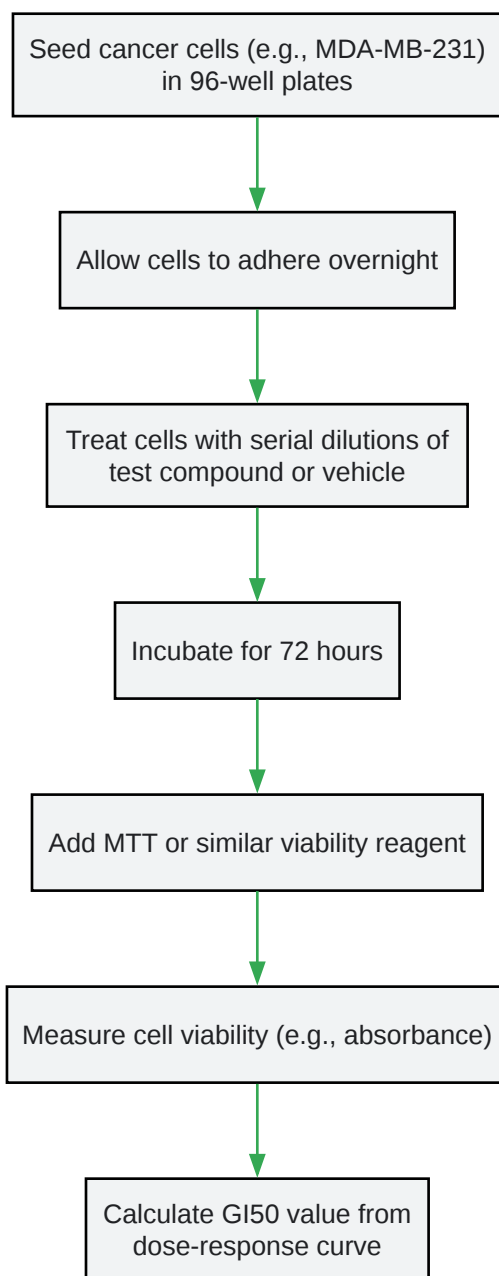 Seed cancer cells (e.g., MDA-MB-231)
in 96-well plates
Allow cells to adhere overnight
Treat cells with serial dilutions of
test compound or vehicle
Incubate for 72 hours
Add MTT or similar viability reagent
Measure cell viability (e.g., absorbance)
Calculate GI50 value from
dose-response curve